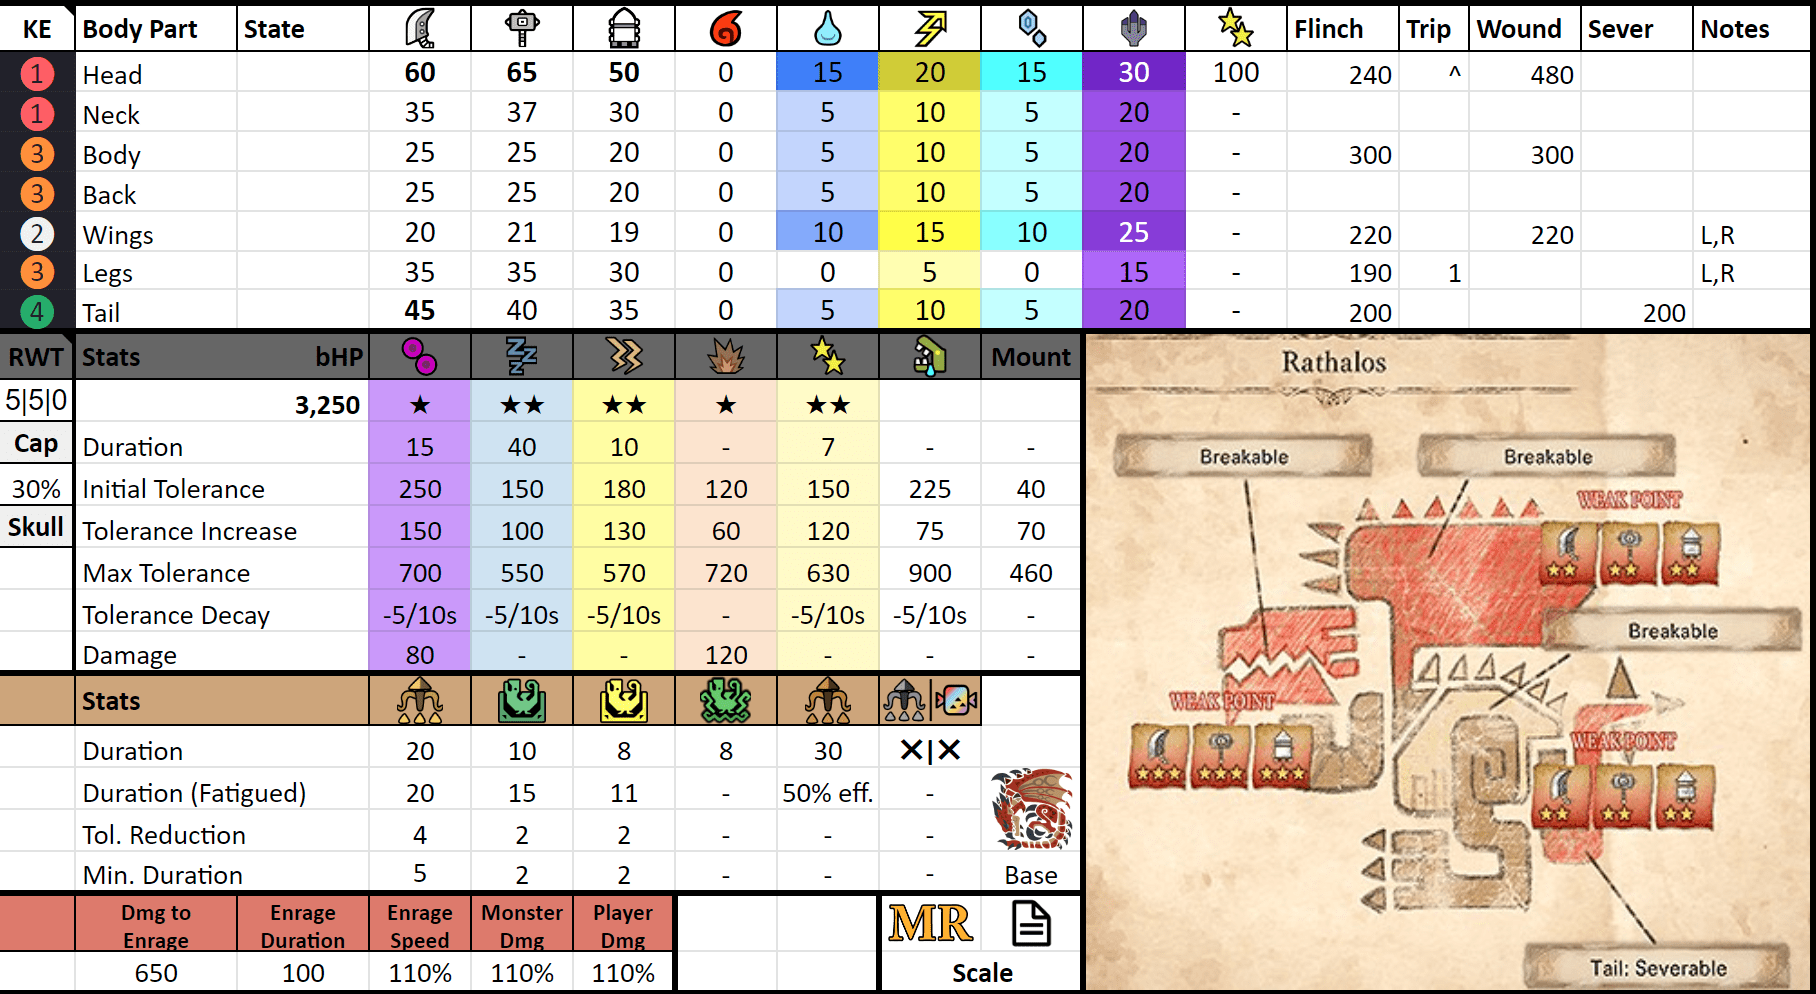 KE Body Part State Flinch Trip Wound Sever Notes
1 Head 60 65 50 0 15 20 15 30 100 240 ^ 480
1 Neck 35 37 30 0 5 10 5 20 -
3 Body 25 25 20 0 5 10 5 20 - 300 300
3 Back 25 25 20 0 5 10 5 20 -
2 Wings 20 21 19 0 10 15 10 25 - 220 220 L,R
3 Legs 35 35 30 0 0 5 0 15 - 190 1 L,R
4 Tail 45 40 35 0 5 10 5 20 - 200 200
RWT Stats bHP Mount
5|5|0 3,250 ★ ★★ ★★ ★ ★★
Cap Duration 15 40 10 - 7 - -
30% Initial Tolerance 250 150 180 120 150 225 40
Skull Tolerance Increase 150 100 130 60 120 75 70
Max Tolerance 700 550 570 720 630 900 460
Tolerance Decay -5/10s -5/10s -5/10s - -5/10s -5/10s -
Damage 80 - - 120 - - -
Stats
Duration 20 10 8 8 30 ✕|✕
Duration (Fatigued) 20 15 11 - 50% eff. -
Tol. Reduction 4 2 2 - - -
Min. Duration 5 2 2 - - - Base
Dmg to Enrage Enrage Duration Enrage Speed Monster Dmg Player Dmg MR
650 100 110% 110% 110% Scale
Rathalos
Breakable Breakable
WEAK POINT
Breakable
WEAK POINT
WEAK POINT
Tail: Severable